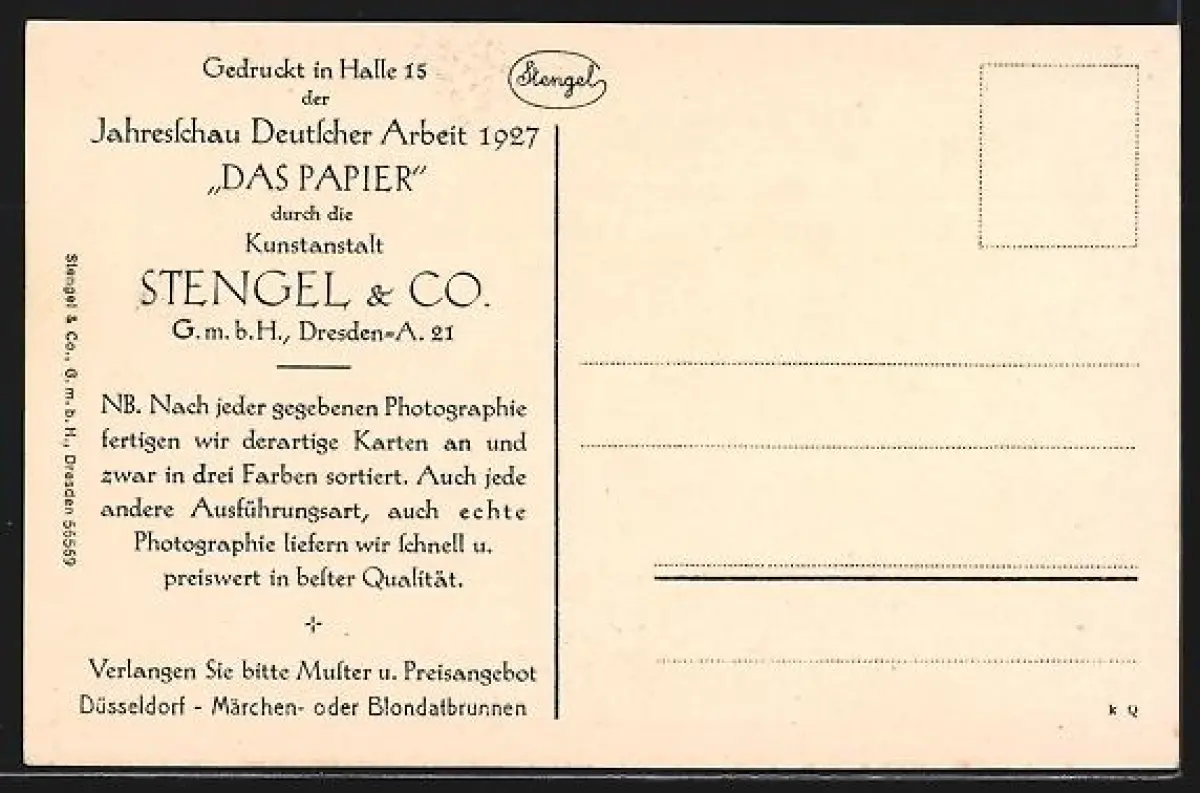 Gedruckt in Halle 15
der
Jahresſchau Deutſcher Arbeit 1927
„DAS PAPIER“
durch die
Kunstanstalt
STENGEL & CO.
G.m.b.H., Dresden=A. 21
NB. Nach jeder gegebenen Photographie
fertigen wir derartige Karten an und
zwar in drei Farben sortiert. Auch jede
andere Ausführungsart, auch echte
Photographie liefern wir ſchnell u.
preiswert in beſter Qualität.
Verlangen Sie bitte Muſter u. Preisangebot
Düsseldorf - Märchen- oder Blondatbrunnen
Stengel & Co., G.m.b.H., Dresden 56559
Stengel
k Q